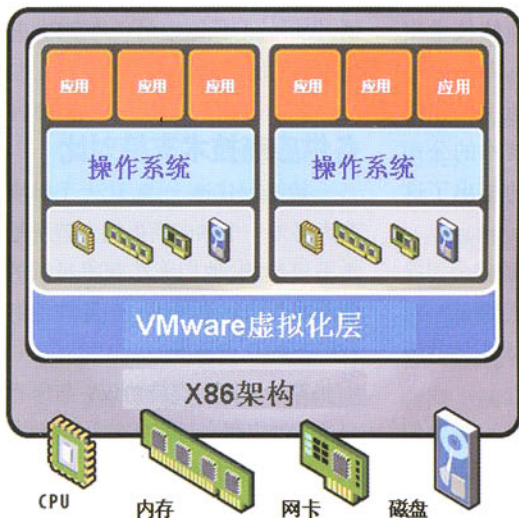 应用 应用 应用 应用 应用 应用
操作系统 操作系统
VMware虚拟化层
X86架构
CPU 内存 网卡 磁盘